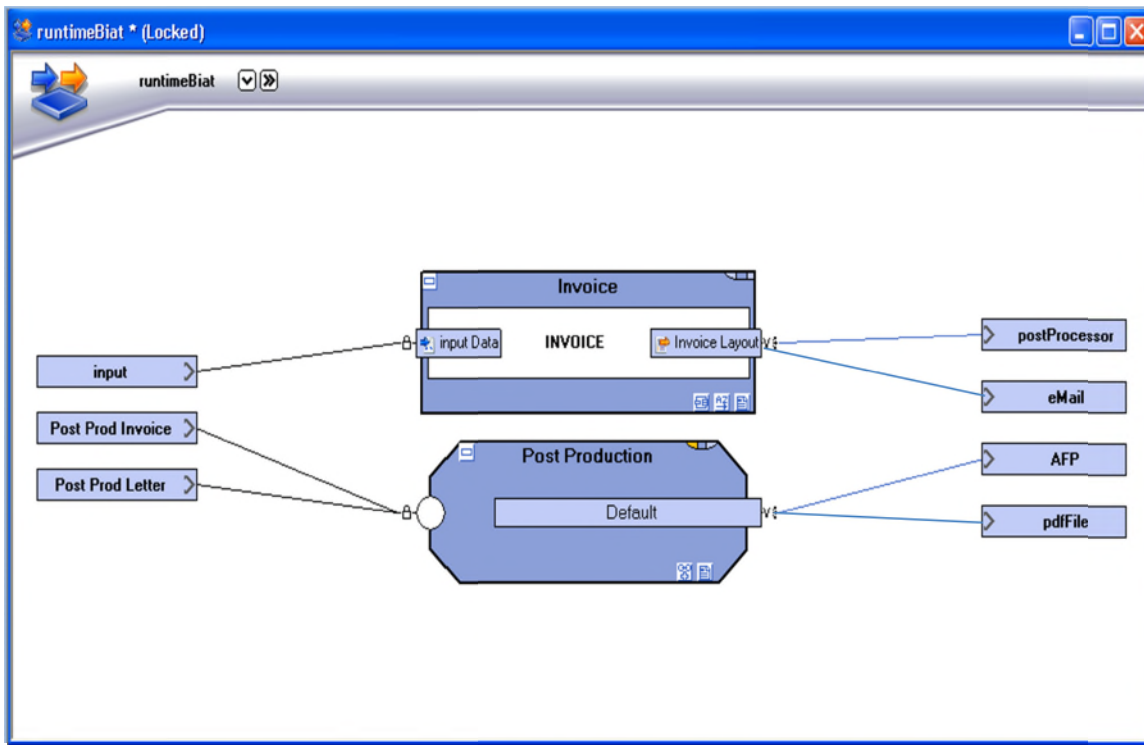 runtimeBiat * (Locked)
runtimeBiat
Invoice
input Data
INVOICE
Invoice Layout
postProcessor
input
eMail
Post Prod Invoice
Post Production
AFP
Post Prod Letter
Default
pdfFile